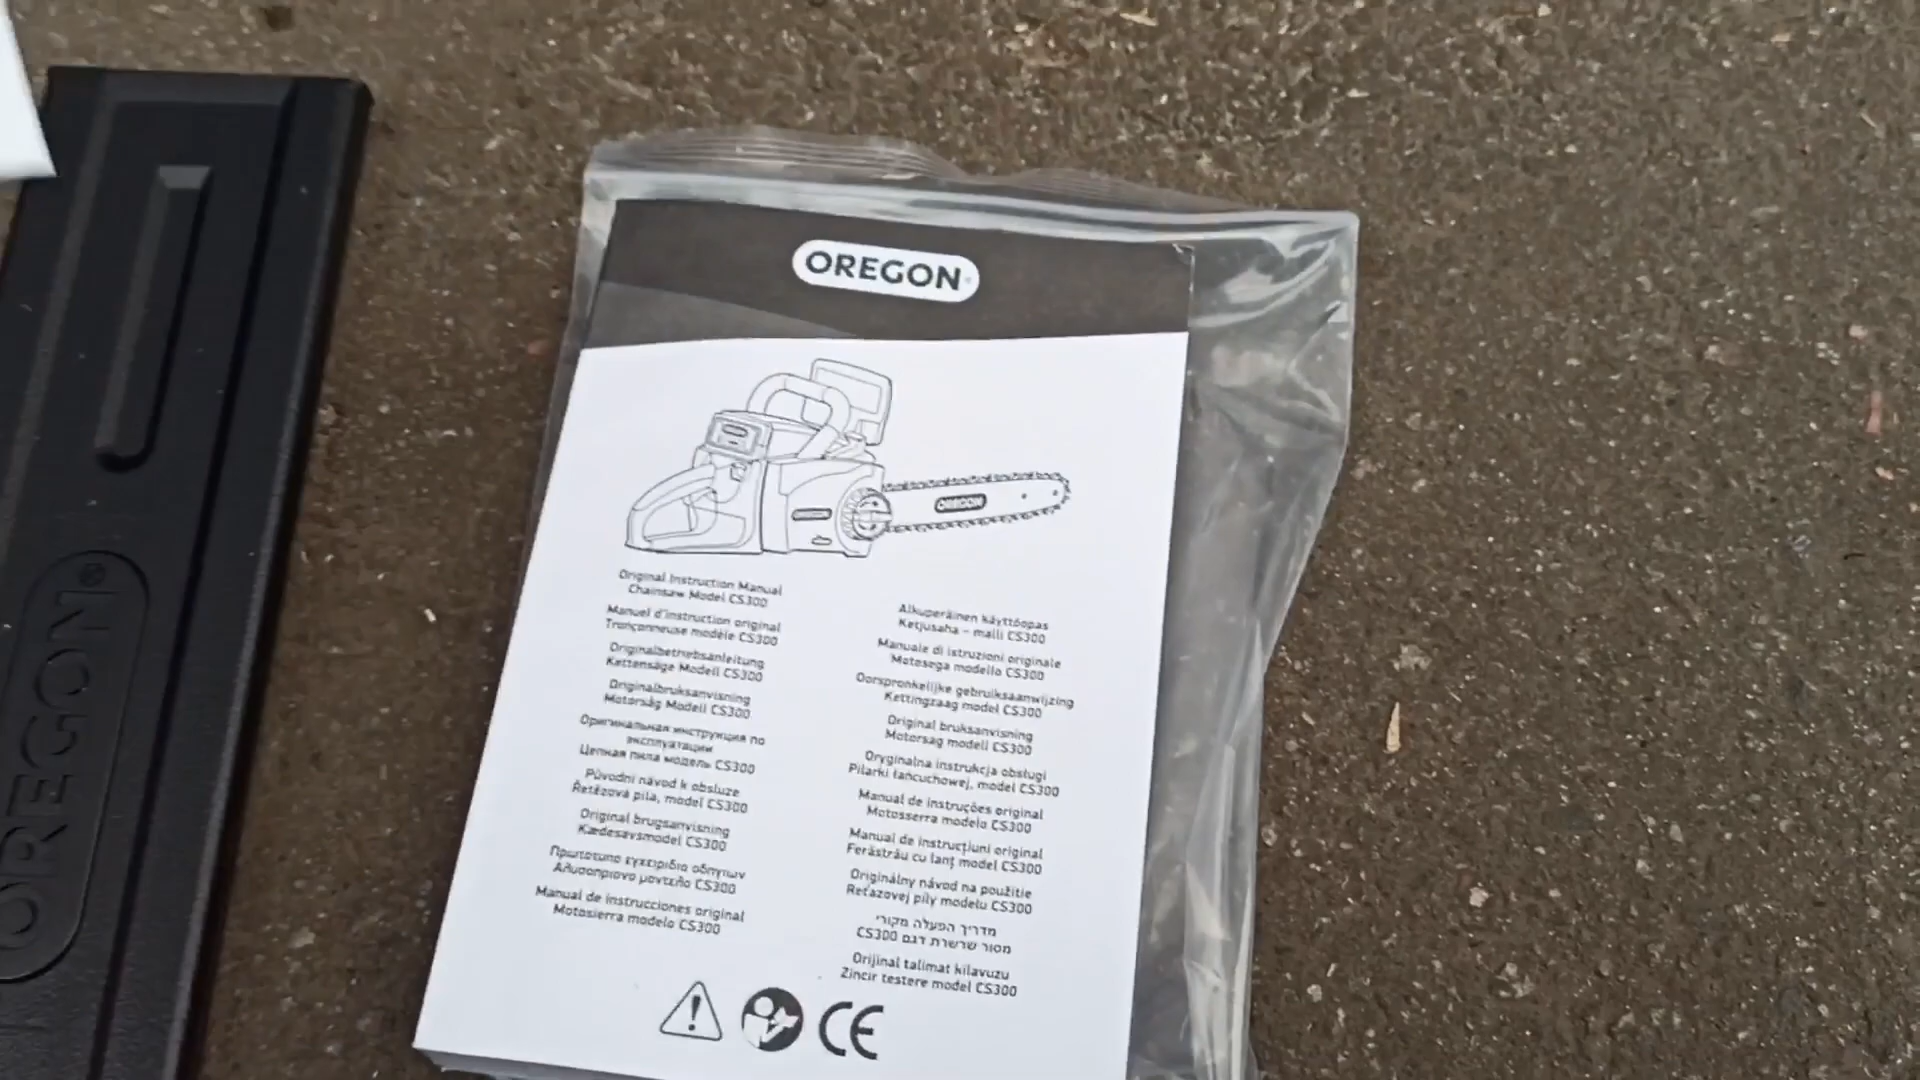 OREGON
OREGON
OREGON®
Original Instruction Manual
Chainsaw Model CS300
Manuel d'instruction original
Tronçonneuse modèle CS300
Originalbetriebsanleitung
Kettensäge Modell CS300
Originalbruksanvisning
Motorsåg Modell CS300
Оригинальная инструкция по
эксплуатации
Цепная пила модель CS300
Původní návod k obsluze
Řetězová pila, model CS300
Original brugsanvisning
Kædesavsmodel CS300
Πρωτότυπο εγχειρίδιο οδηγιών
Αλυσοπρίονο μοντέλο CS300
Manual de instrucciones original
Motosierra modelo CS300
Alkuperäinen käyttöopas
Ketjusaha – malli CS300
Manuale di istruzioni originale
Motosega modello CS300
Oorspronkelijke gebruiksaanwijzing
Kettingzaag model CS300
Original bruksanvisning
Motorsag modell CS300
Oryginalna instrukcja obsługi
Pilarki łańcuchowej, model CS300
Manual de instruções original
Motosserra modelo CS300
Manual de instrucțiuni original
Ferăstrău cu lanț model CS300
Originálny návod na použitie
Reťazovej píly modelu CS300
מדריך הפעלה מקורי
מסור שרשרת דגם CS300
Orijinal talimat kılavuzu
Zincir testere model CS300
CE